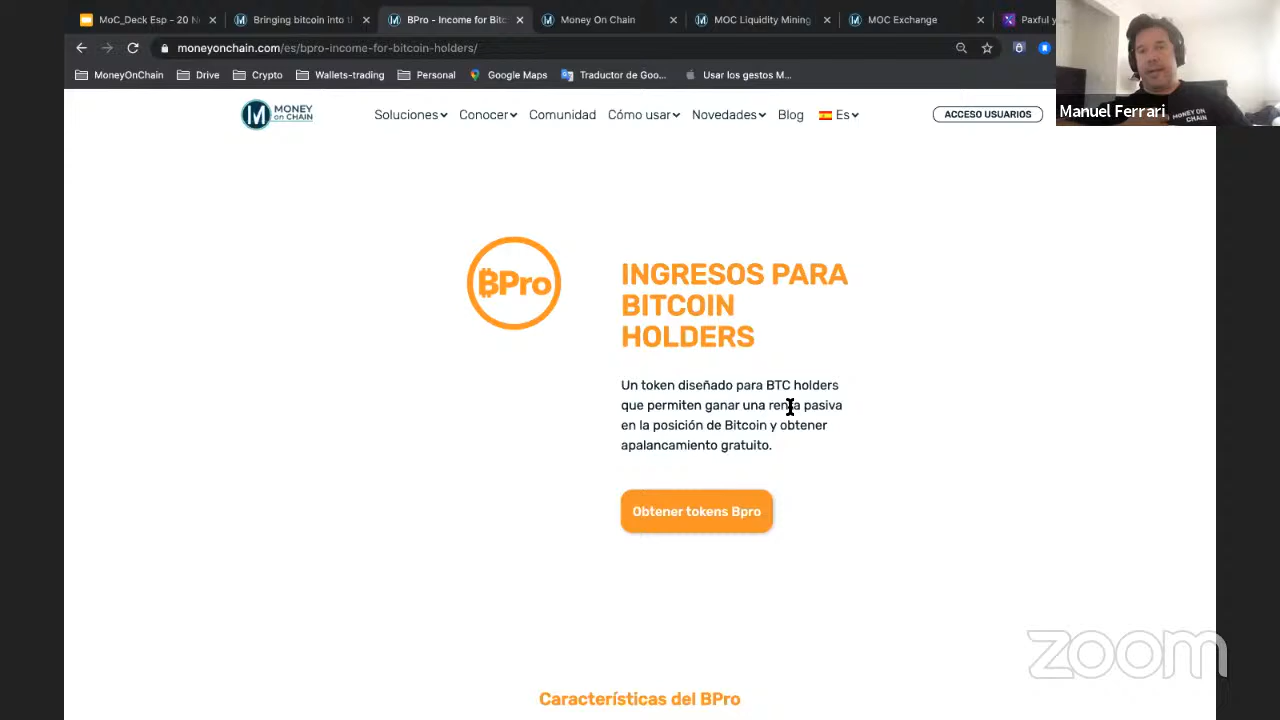 MoC_Deck Esp - 20 N
Bringing bitcoin into t
BPro - Income for Bitc
Money On Chain
MOC Liquidity Mining
MOC Exchange
Paxful y
moneyonchain.com/es/bpro-income-for-bitcoin-holders/
MoneyOnChain
Drive
Crypto
Wallets-trading
Personal
Google Maps
Traductor de Goo...
Usar los gestos M...
MONEY
on CHAIN
Soluciones
Conocer
Comunidad
Cómo usar
Novedades
Blog
Es
ACCESO USUARIOS
MONEY ON
CHAIN
Manuel Ferrari
BPro
INGRESOS PARA
BITCOIN
HOLDERS
Un token diseñado para BTC holders
que permiten ganar una renta pasiva
en la posición de Bitcoin y obtener
apalancamiento gratuito.
Obtener tokens Bpro
Características del BPro
zoom